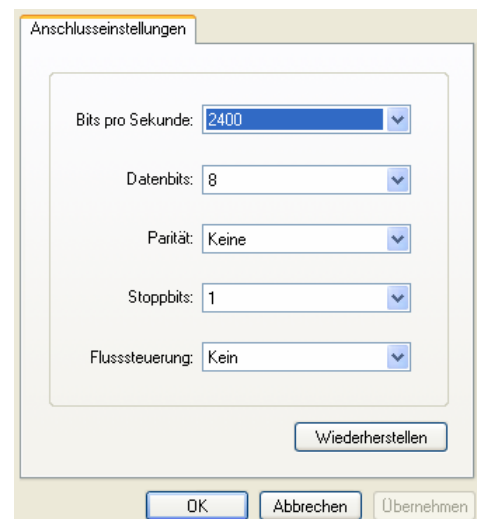 Anschlusseinstellungen
Bits pro Sekunde: 2400
Datenbits: 8
Parität: Keine
Stoppbits: 1
Flusssteuerung: Kein
Wiederherstellen
OK Abbrechen Übernehmen